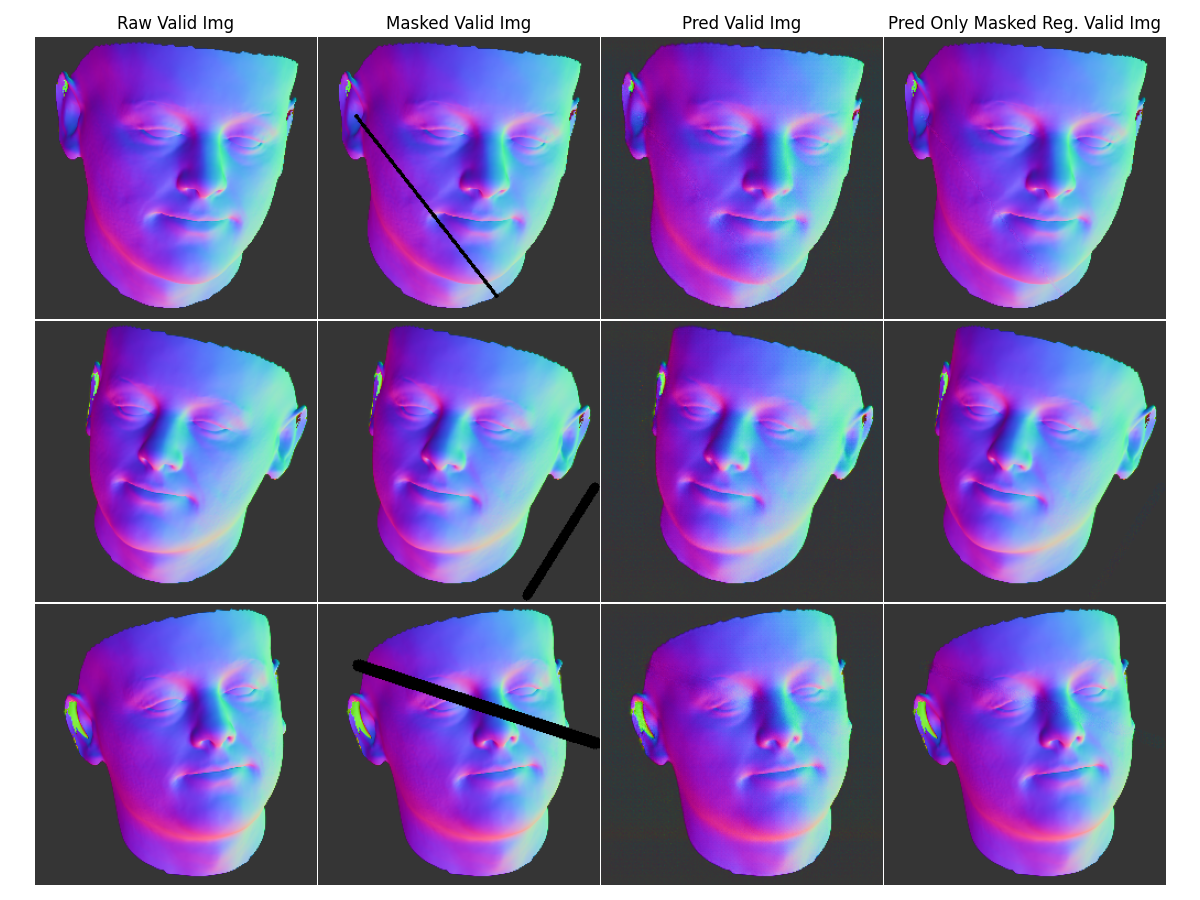 Raw Valid Img
Masked Valid Img
Pred Valid Img
Pred Only Masked Reg. Valid Img